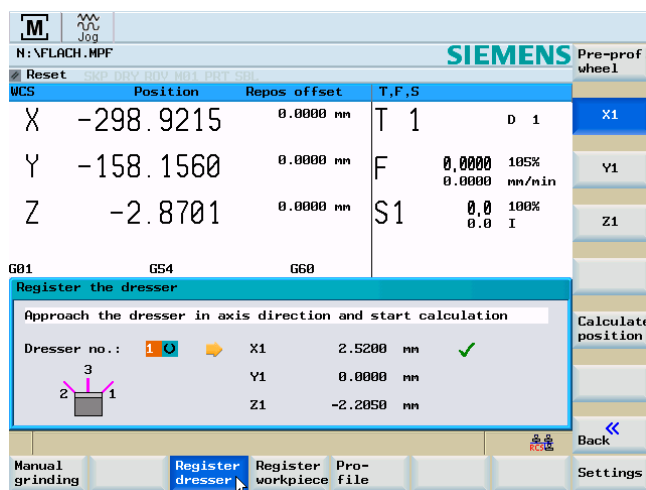 M
Jog
N:\FLACH.MPF
SIEMENS
Pre-prof wheel
Reset SKP DRY ROV MB1 PRT SBL
WCS Position Repos offset T,F,S
X -298.9215 0.0000 mm T 1 D 1
X1
Y -158.1560 0.0000 mm F 0.0000 105%
0.0000 mm/min
Y1
Z -2.8701 0.0000 mm S1 0.0 100%
0.0 I
Z1
G01 G54 G60
Register the dresser
Approach the dresser in axis direction and start calculation
Calculate position
Dresser no.: 1 X1 2.5200 mm
3
Y1 0.0000 mm
2 1
Z1 -2.2050 mm
RCS
Back
Manual grinding
Register dresser
Register workpiece
Pro-file
Settings